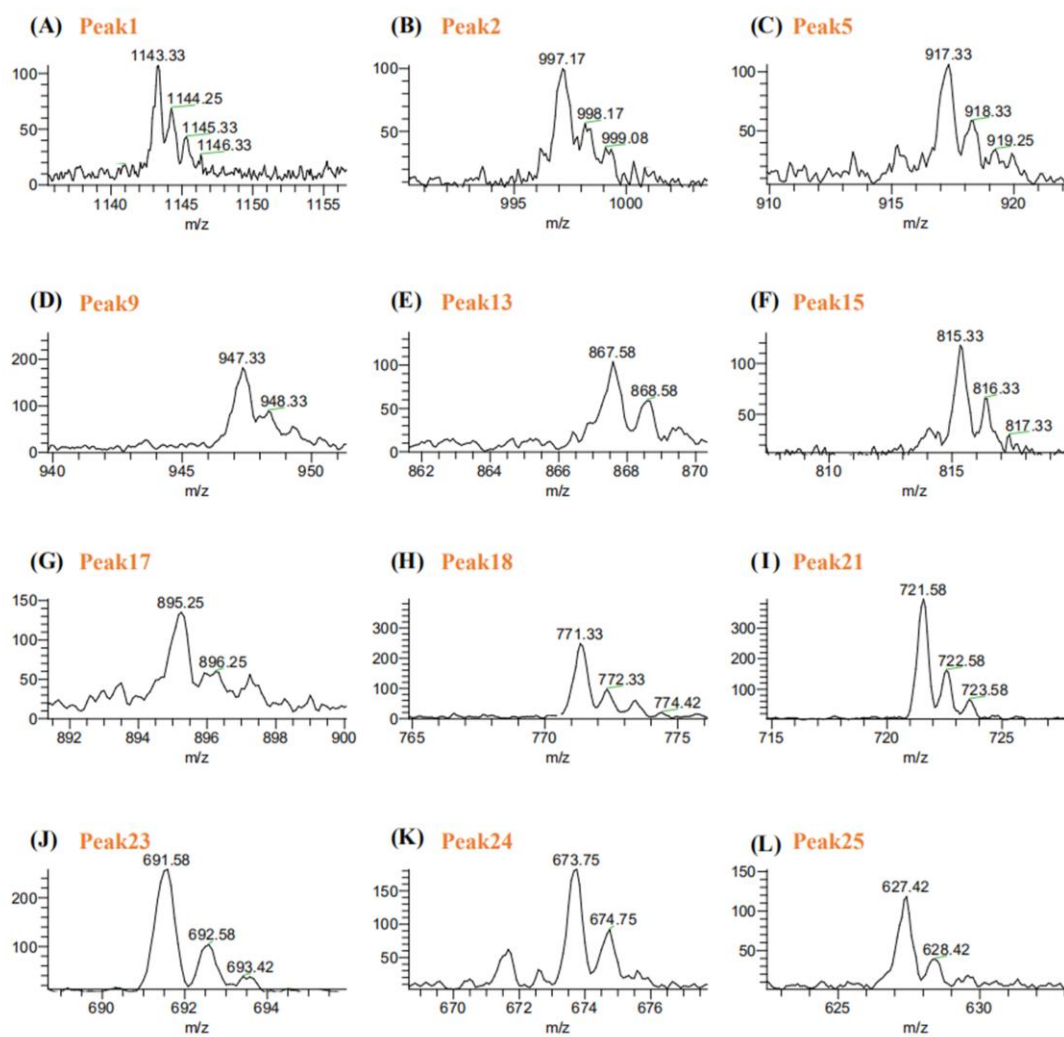 (A) Peak1
1143.33
100
1144.25
50
1145.33
1146.33
0
1140 1145 1150 1155
m/z
(B) Peak2
997.17
100
998.17
50
999.08
995 1000
m/z
(C) Peak5
917.33
100
918.33
50
919.25
0
910 915 920
m/z
(D) Peak9
947.33
200
100
948.33
0
940 945 950
m/z
(E) Peak13
867.58
100
868.58
50
0
862 864 866 868 870
m/z
(F) Peak15
815.33
100
816.33
50
817.33
0
810 815
m/z
(G) Peak17
150
895.25
100
896.25
50
0
892 894 896 898 900
m/z
(H) Peak18
300
771.33
200
100
772.33
774.42
765 770 775
m/z
(I) Peak21
721.58
300
200
722.58
100
723.58
715 720 725
m/z
(J) Peak23
691.58
200
692.58
100
693.42
690 692 694
m/z
(K) Peak24
673.75
150
100
674.75
50
670 672 674 676
m/z
(L) Peak25
150
627.42
100
628.42
50
625 630
m/z